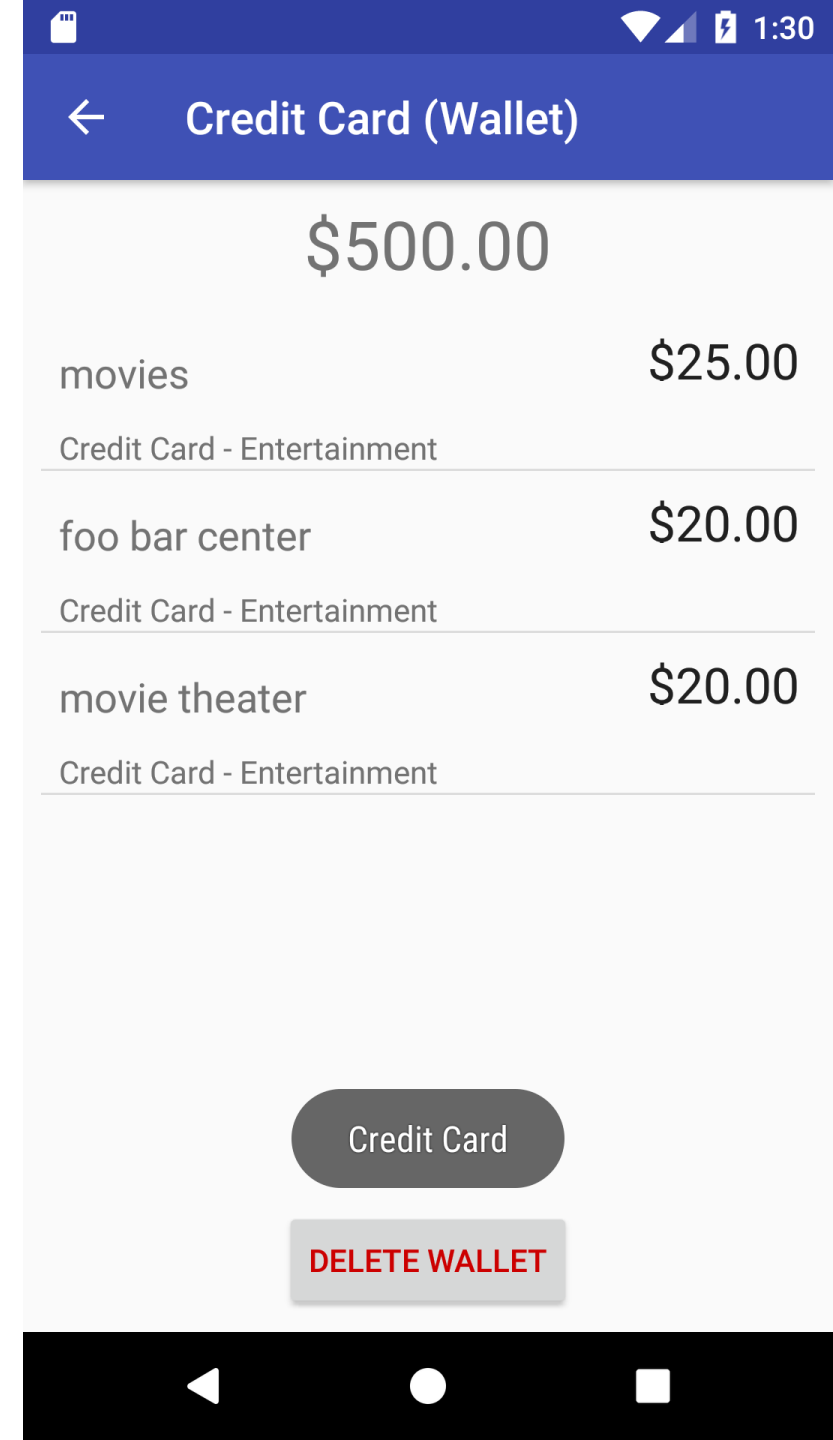 1:30
Credit Card (Wallet)
$500.00
movies
$25.00
Credit Card - Entertainment
foo bar center
$20.00
Credit Card - Entertainment
movie theater
$20.00
Credit Card - Entertainment
Credit Card
DELETE WALLET